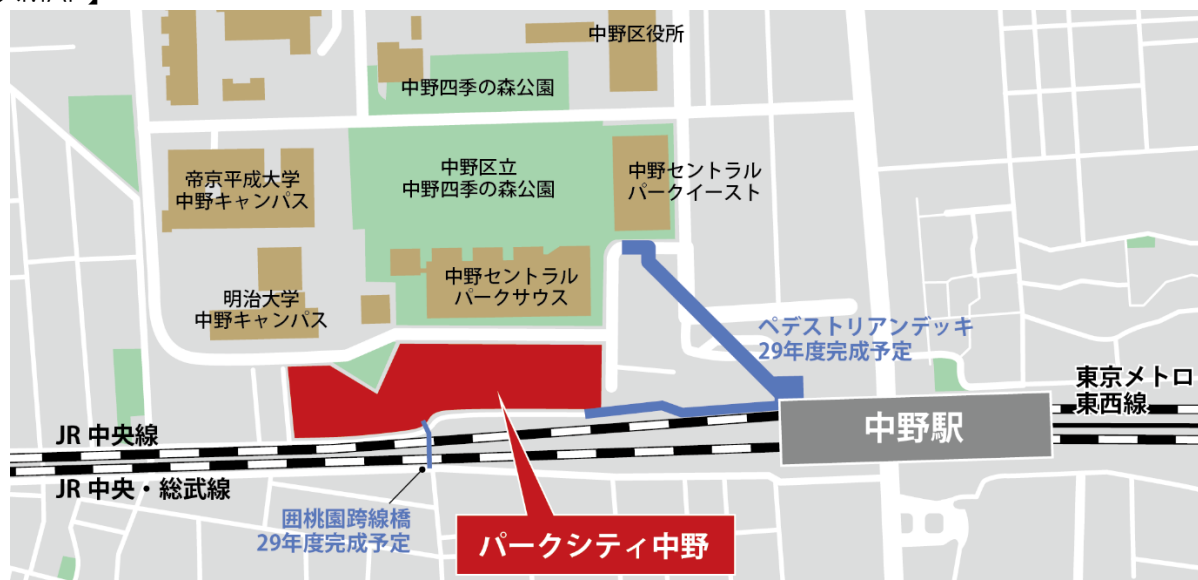 中野区役所
中野四季の森公園
中野区立
中野四季の森公園
中野セントラル
パークイースト
帝京平成大学
中野キャンパス
中野セントラル
パークサウス
明治大学
中野キャンパス
ペデストリアンデッキ
29年度完成予定
東京メトロ
東西線
中野駅
JR 中央線
JR 中央・総武線
囲桃園跨線橋
29年度完成予定
パークシティ中野